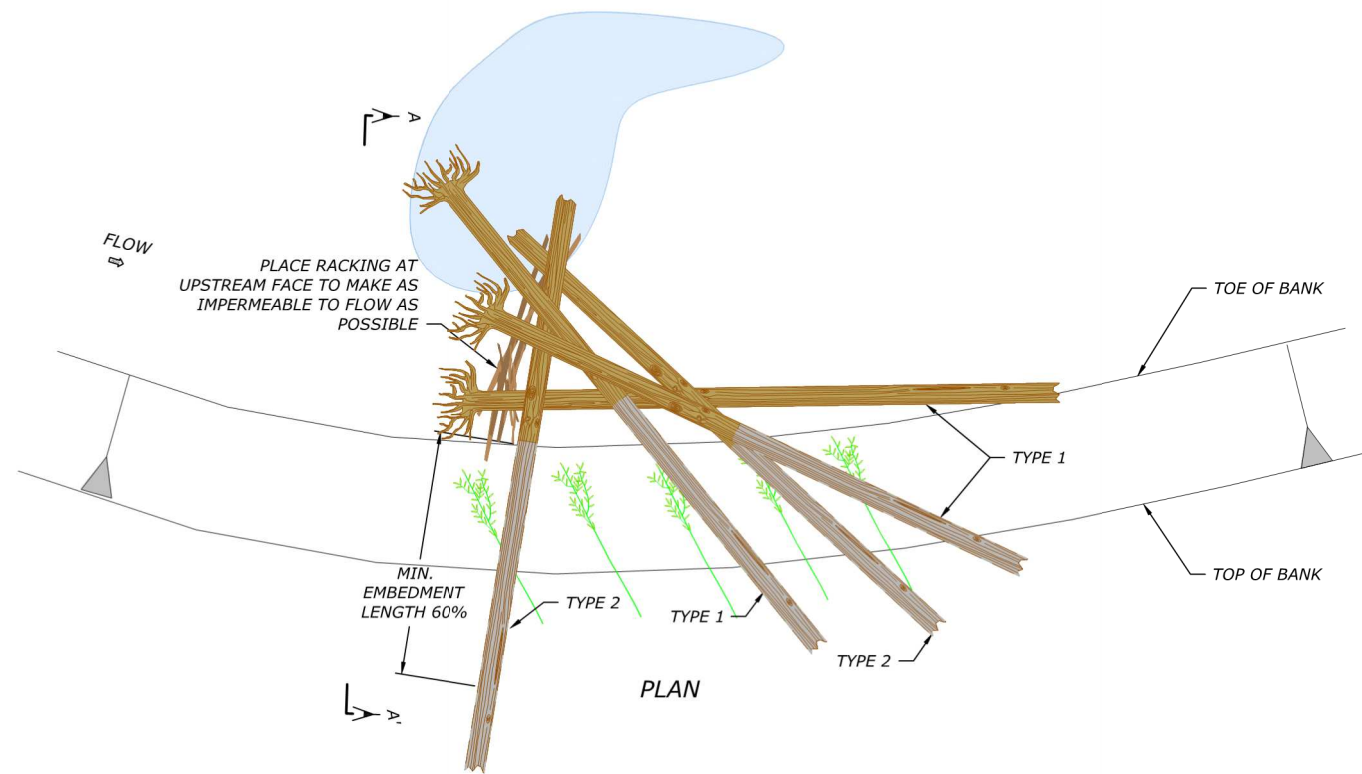 A
FLOW
PLACE RACKING AT
UPSTREAM FACE TO MAKE AS
IMPERMEABLE TO FLOW AS
POSSIBLE
TOE OF BANK
TYPE 1
MIN.
EMBEDMENT
LENGTH 60%
TYPE 2
TYPE 1
TYPE 2
TOP OF BANK
PLAN
A'